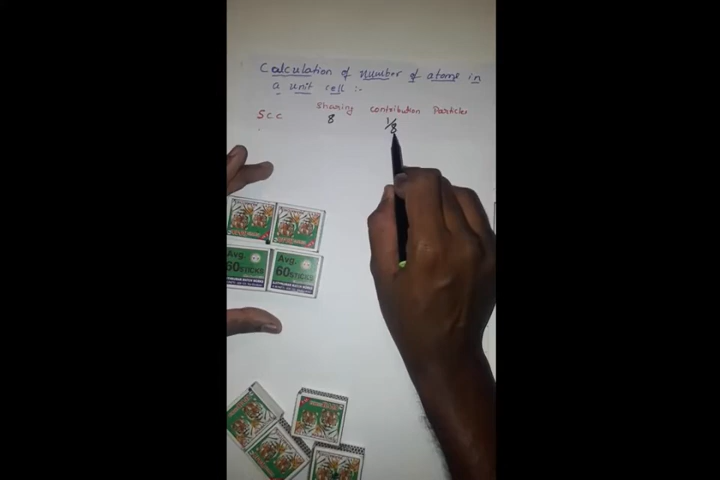 Calculation of number of atoms in
a unit cell :-
Sharing contribution Particles
S.C.C 8 1/8
Avg. Avg.
60 STICKS 60 STICKS